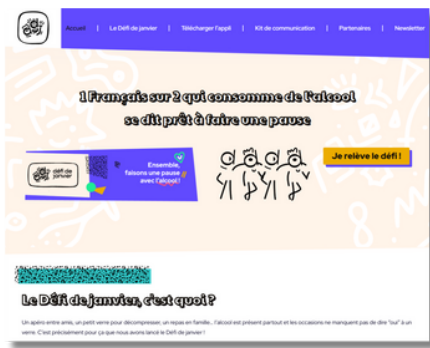 Accueil | Le Défi de janvier | Télécharger l'appli | Kit de communication | Partenaires | Newsletter
1 Français sur 2 qui consomme de l'alcool
se dit prêt à faire une pause
défi de
janvier
Ensemble,
faisons une pause
avec l'alcool !
Je relève le défi !
Le Défi de janvier, c'est quoi ?
Un apéro entre amis, un petit verre pour décompresser, un repas en famille... l'alcool est présent partout et les occasions ne manquent pas de dire "oui" à un
verre. C'est précisément pour ça que nous avons lancé le Défi de janvier !